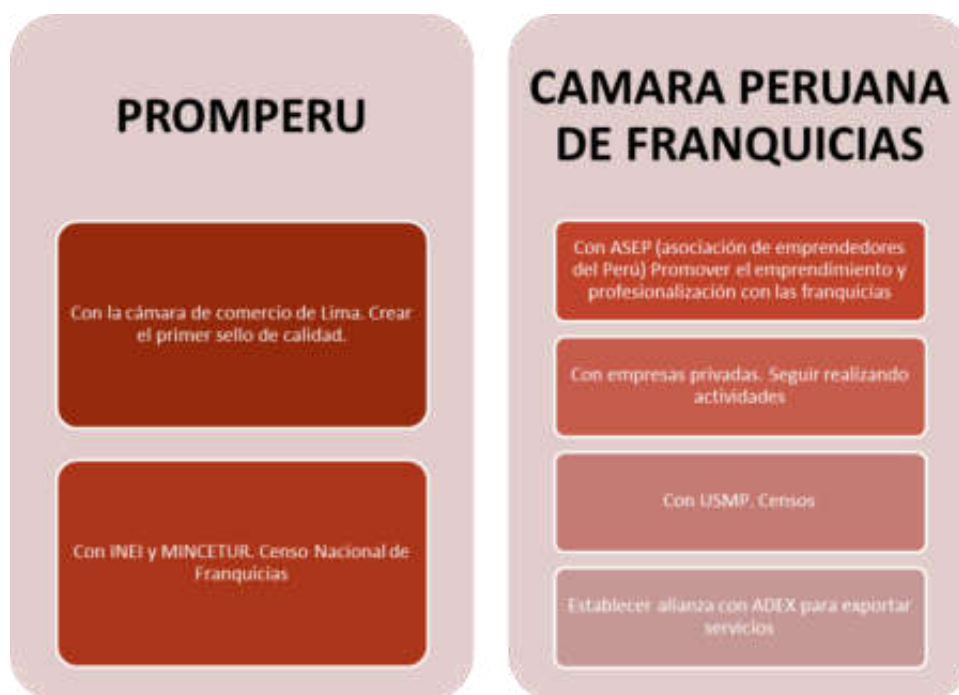 PROMPERU
Con la cámara de comercio de Lima. Crear
el primer sello de calidad.
Con INEI y MINCETUR. Censo Nacional de
Franquicias
CAMARA PERUANA
DE FRANQUICIAS
Con ASEP (asociación de emprendedores
del Perú) Promover el emprendimiento y
profesionalización con las franquicias
Con empresas privadas. Seguir realizando
actividades
Con USMP. Censos
Establecer alianza con ADEX para exportar
servicios